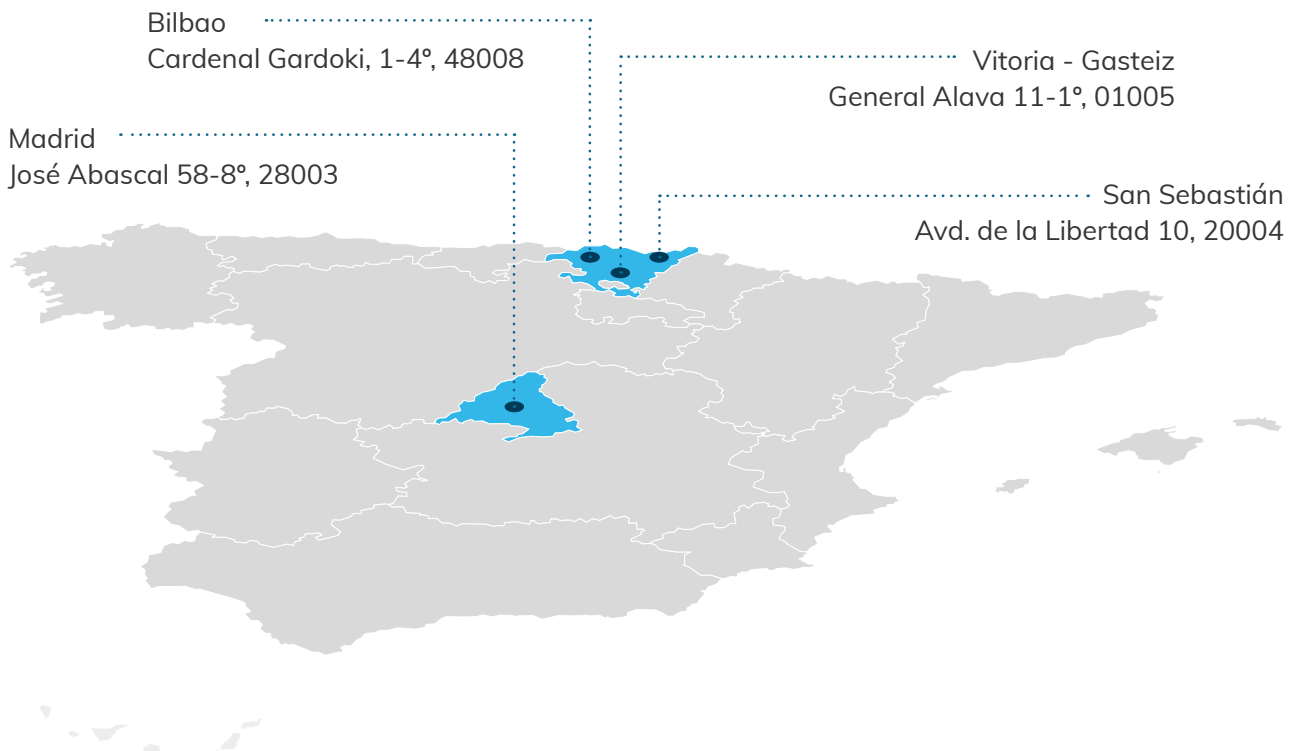 Bilbao
Cardenal Gardoki, 1-4º, 48008
Vitoria - Gasteiz
General Alava 11-1º, 01005
Madrid
José Abascal 58-8º, 28003
San Sebastián
Avd. de la Libertad 10, 20004